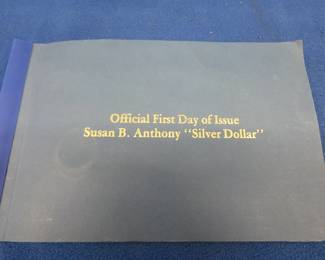 Official First Day of Issue
Susan B. Anthony "Silver Dollar"